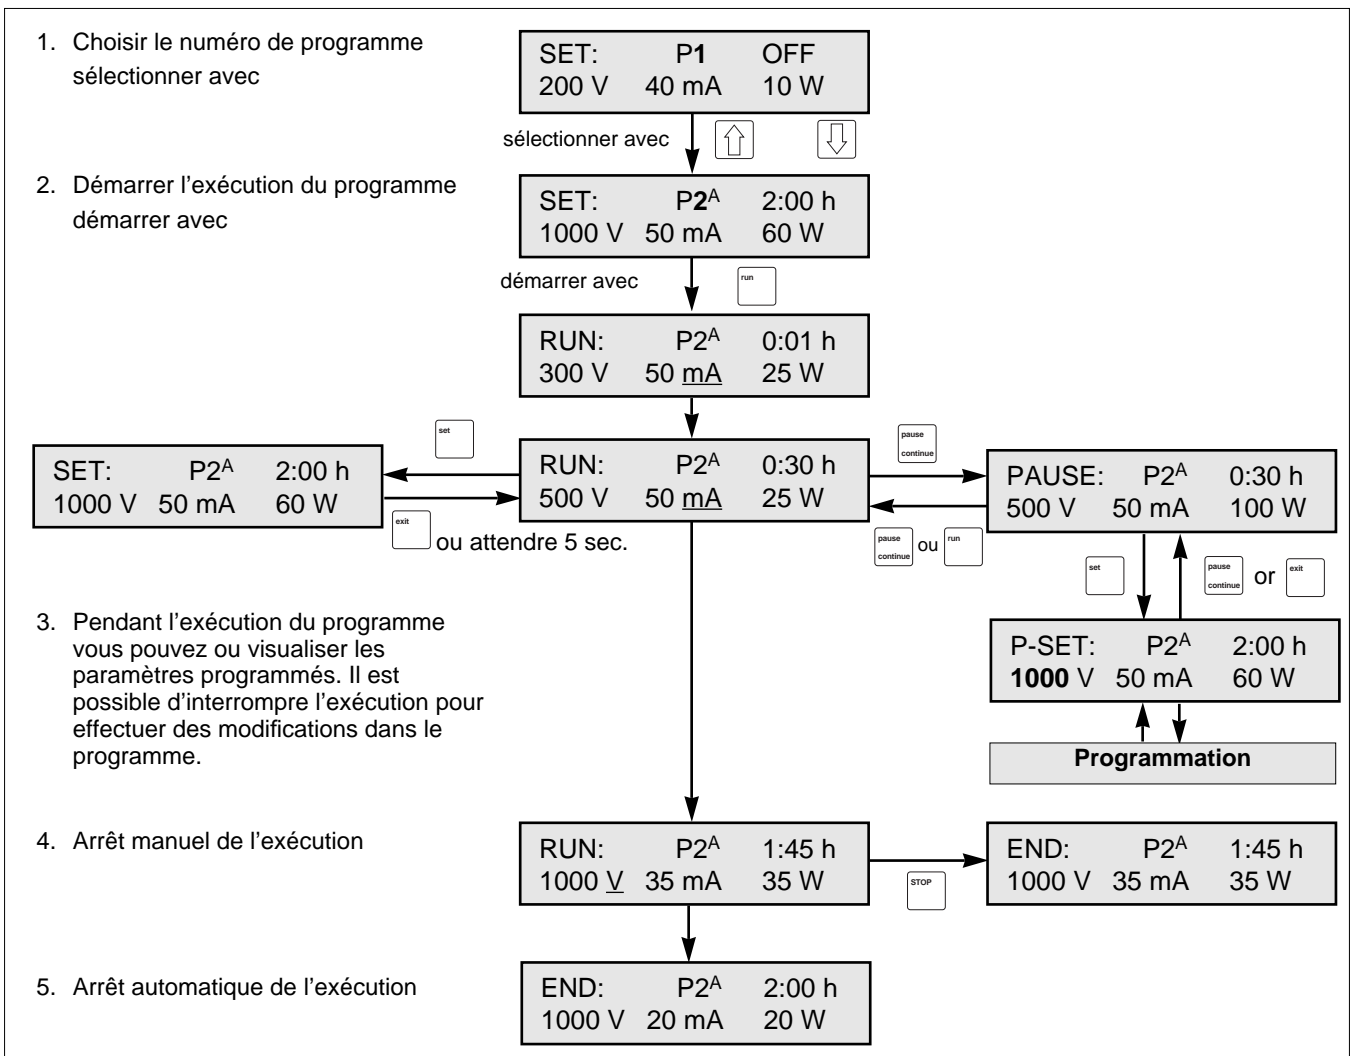 1. Choisir le numéro de programme
sélectionner avec
SET: P1 OFF
200 V 40 mA 10 W
sélectionner avec
2. Démarrer l'exécution du programme
démarrer avec
SET: P2A 2:00 h
1000 V 50 mA 60 W
démarrer avec
run
RUN: P2A 0:01 h
300 V 50 mA 25 W
set
pause
continue
SET: P2A 2:00 h
1000 V 50 mA 60 W
RUN: P2A 0:30 h
500 V 50 mA 25 W
PAUSE: P2A 0:30 h
500 V 50 mA 100 W
exit
ou attendre 5 sec.
pause
continue
ou
run
set
pause
continue
or
exit
3. Pendant l'exécution du programme
vous pouvez ou visualiser les
paramètres programmés. Il est
possible d'interrompre l'exécution pour
effectuer des modifications dans le
programme.
P-SET: P2A 2:00 h
1000 V 50 mA 60 W
Programmation
4. Arrêt manuel de l'exécution
RUN: P2A 1:45 h
1000 V 35 mA 35 W
STOP
END: P2A 1:45 h
1000 V 35 mA 35 W
5. Arrêt automatique de l'exécution
END: P2A 2:00 h
1000 V 20 mA 20 W